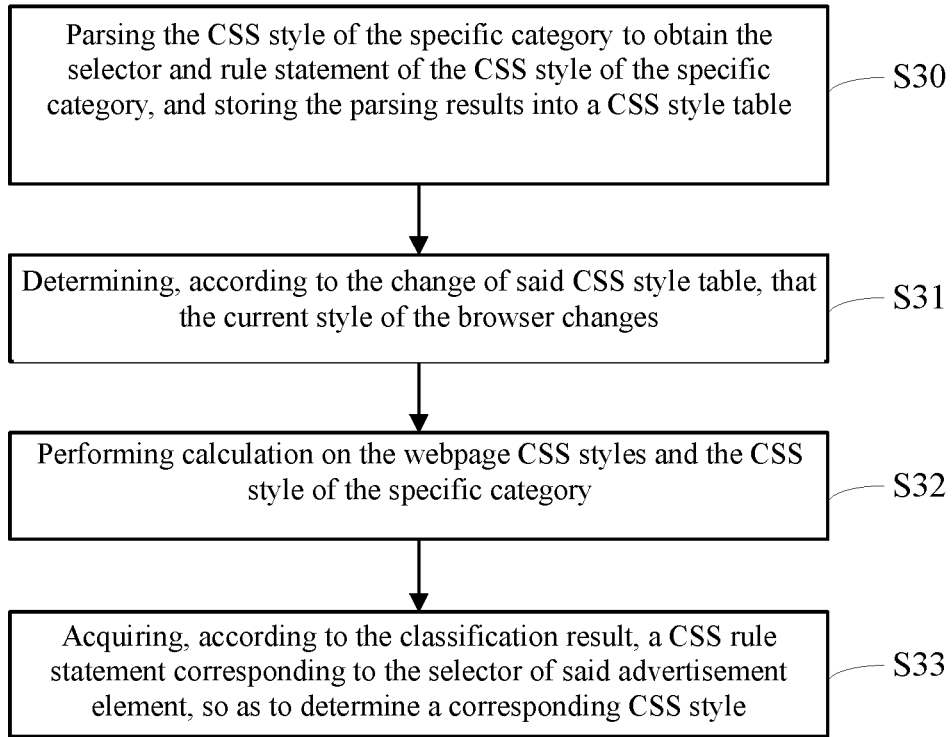 Parsing the CSS style of the specific category to obtain the
selector and rule statement of the CSS style of the specific
category, and storing the parsing results into a CSS style table
S30
Determining, according to the change of said CSS style table, that
the current style of the browser changes
S31
Performing calculation on the webpage CSS styles and the CSS
style of the specific category
S32
Acquiring, according to the classification result, a CSS rule
statement corresponding to the selector of said advertisement
element, so as to determine a corresponding CSS style
S33